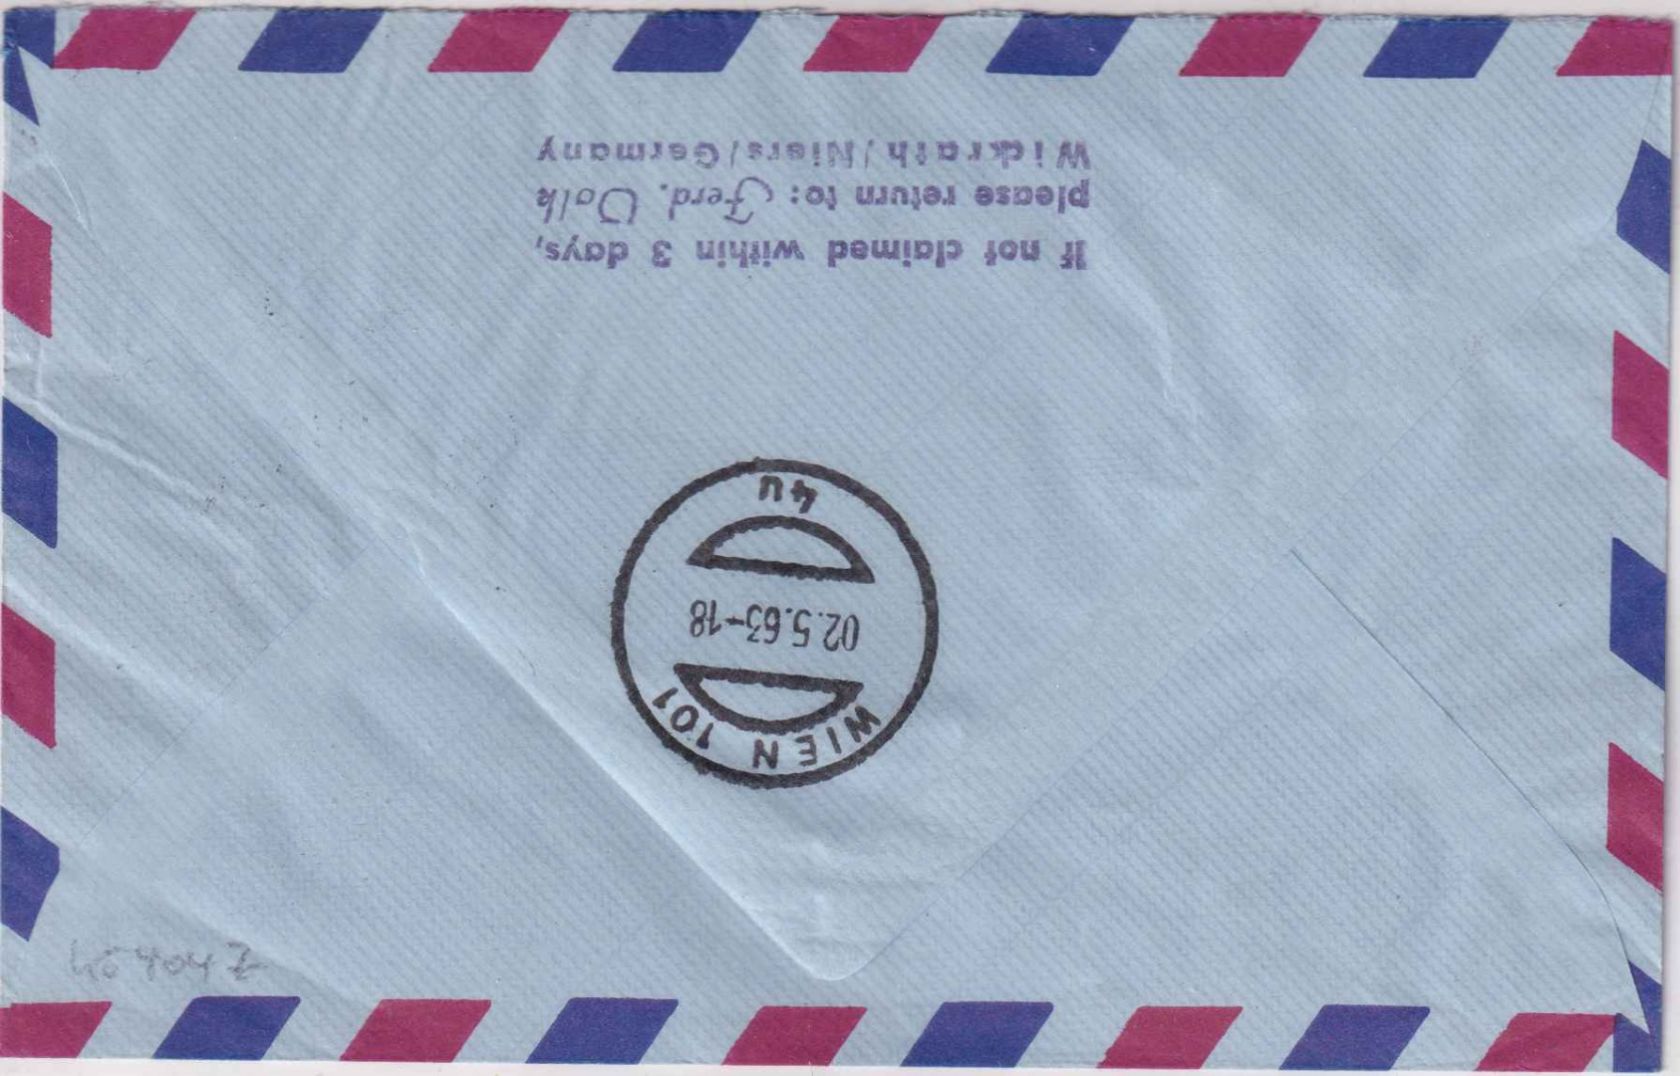 If not claimed within 3 days,
please return to: Ferd. Volk
Wickrath/Niers/Germany
WIEN 101
02.5.63-18
4u